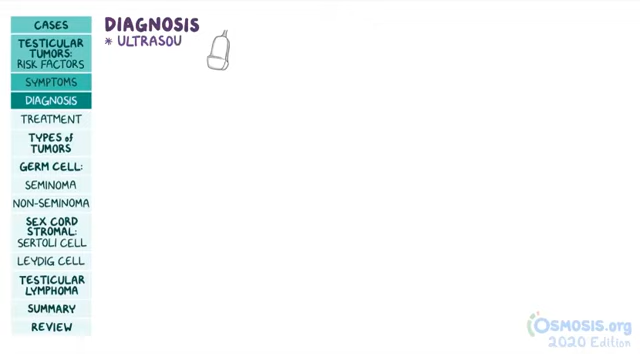 CASES
TESTICULAR
TUMORS:
RISK FACTORS
SYMPTOMS
DIAGNOSIS
TREATMENT
TYPES of
TUMORS
GERM CELL:
SEMINOMA
NON-SEMINOMA
SEX CORD
STROMAL:
SERTOLI CELL
LEYDIG CELL
TESTICULAR
LYMPHOMA
SUMMARY
REVIEW
DIAGNOSIS
* ULTRASOU
OSMOSIS.org
2020 Edition